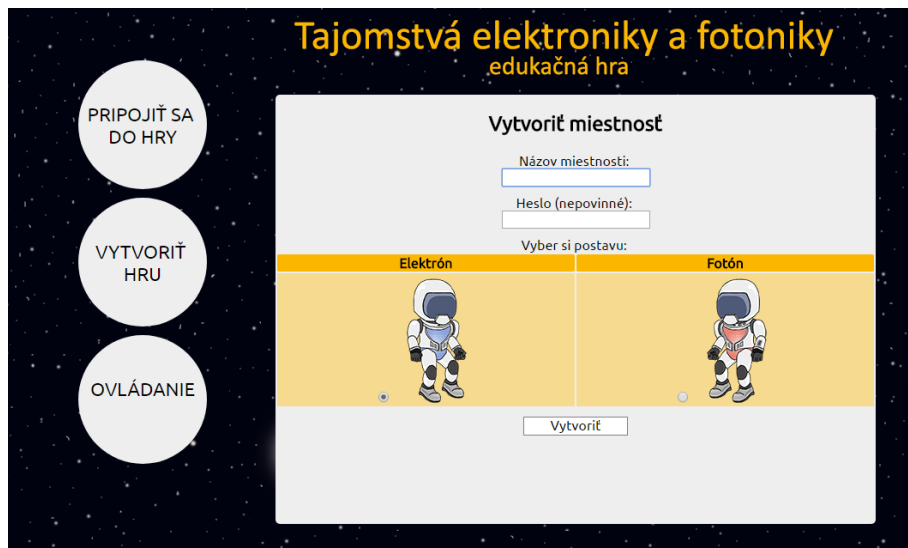 Tajomstvá elektroniky a fotoniky
edukačná hra
PRIPOJIŤ SA
DO HRY
VYTVORIŤ
HRU
OVLÁDANIE
Vytvoriť miestnosť
Názov miestnosti:
Heslo (nepovinné):
Vyber si postavu:
Elektrón
Fotón
Vytvoriť